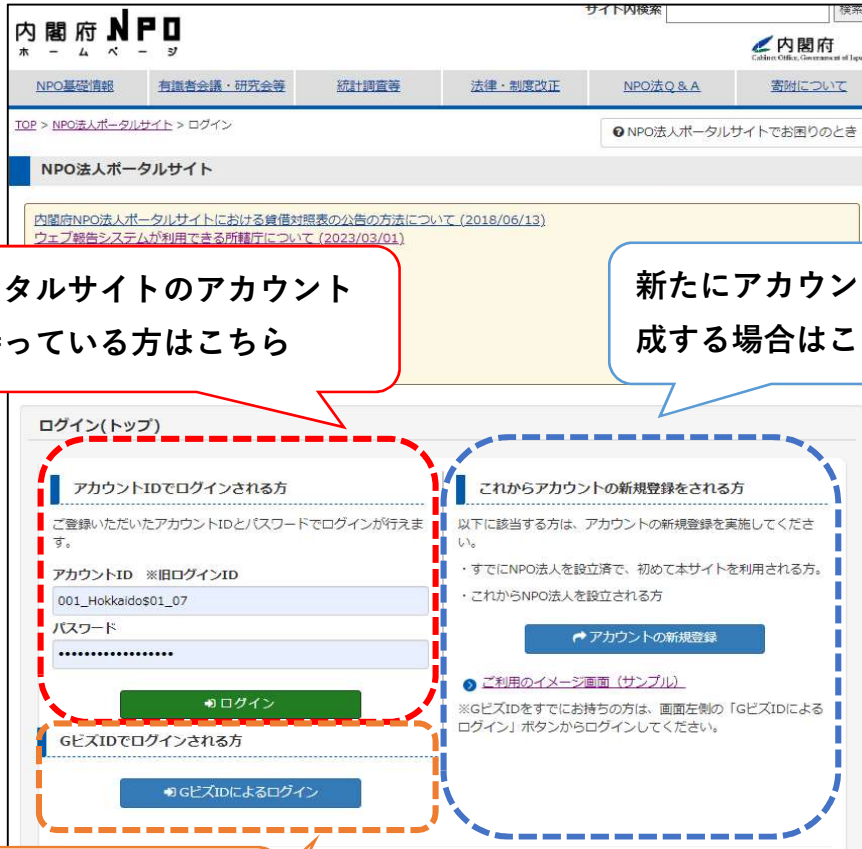 サイト内検索
検索
内閣府NPO
ホームページ
内閣府
Cabinet Office, Government of Japan
NPO基礎情報 有識者会議・研究会等 統計調査等 法律・制度改正 NPO法Q&A 寄附について
TOP > NPO法人ポータルサイト > ログイン
NPO法人ポータルサイトでお困りのとき
NPO法人ポータルサイト
内閣府NPO法人ポータルサイトにおける貸借対照表の公告の方法について (2018/06/13)
ウェブ報告システムが利用できる所轄庁について (2023/03/01)
タルサイトのアカウント
っている方はこちら
新たにアカウン
成する場合はこ
ログイン(トップ)
アカウントIDでログインされる方
ご登録いただいたアカウントIDとパスワードでログインが行えま
す。
アカウントID ※旧ログインID
001_Hokkaido$01_07
パスワード
••••••••••••••••••
ログイン
GビズIDでログインされる方
GビズIDによるログイン
これからアカウントの新規登録をされる方
以下に該当する方は、アカウントの新規登録を実施してくださ
い。
・すでにNPO法人を設立済で、初めて本サイトを利用される方。
・これからNPO法人を設立される方
アカウントの新規登録
ご利用のイメージ画面（サンプル）
※GビズIDをすでにお持ちの方は、画面左側の「GビズIDによる
ログイン」ボタンからログインしてください。